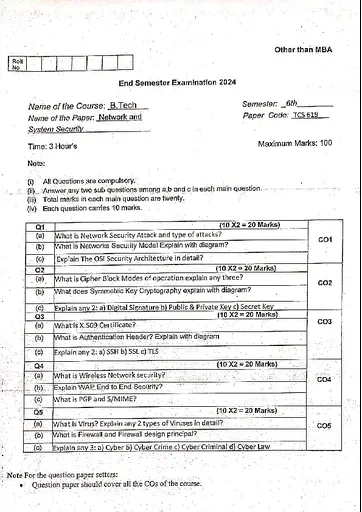 Other than MBA
Roll No
End Semester Examination 2024
Name of the Course: B.Tech
Semester: 6th
Name of the Paper: Network and
Paper Code: TCS 619
System Security
Time: 3 Hour's
Maximum Marks: 100
Note:
(i) All Questions are compulsory.
(ii) Answer any two sub questions among a,b and c in each main question.
(iii) Total marks in each main question are twenty.
(iv) Each question carries 10 marks.
Q1 (10 X2 = 20 Marks)
(a) What is Network Security Attack and type of attacks? CO1
(b) What is Networks Security Model Explain with diagram?
(c) Explain The OSI Security Architecture in detail?
Q2 (10 X2 = 20 Marks)
(a) What is Cipher Block Modes of operation explain any three? CO2
(b) What does Symmetric Key Cryptography explain with diagram?
(c) Explain any 2: a) Digital Signature b) Public & Private Key c) Secret Key
Q3 (10 X2 = 20 Marks)
(a) What is X.509 Certificate? CO3
(b) What is Authentication Header? Explain with diagram
(c) Explain any 2: a) SSH b) SSL c) TLS
Q4 (10 X2 = 20 Marks)
(a) What is Wireless Network security? CO4
(b) Explain WAP End to End Security?
(c) What is PGP and S/MIME?
Q5 (10 X2 = 20 Marks)
(a) What is Virus? Explain any 2 types of Viruses in detail? CO5
(b) What is Firewall and Firewall design principal?
(c) Explain any 3: a) Cyber b) Cyber Crime c) Cyber Criminal d) Cyber Law
Note For the question paper setters:
• Question paper should cover all the COs of the course.